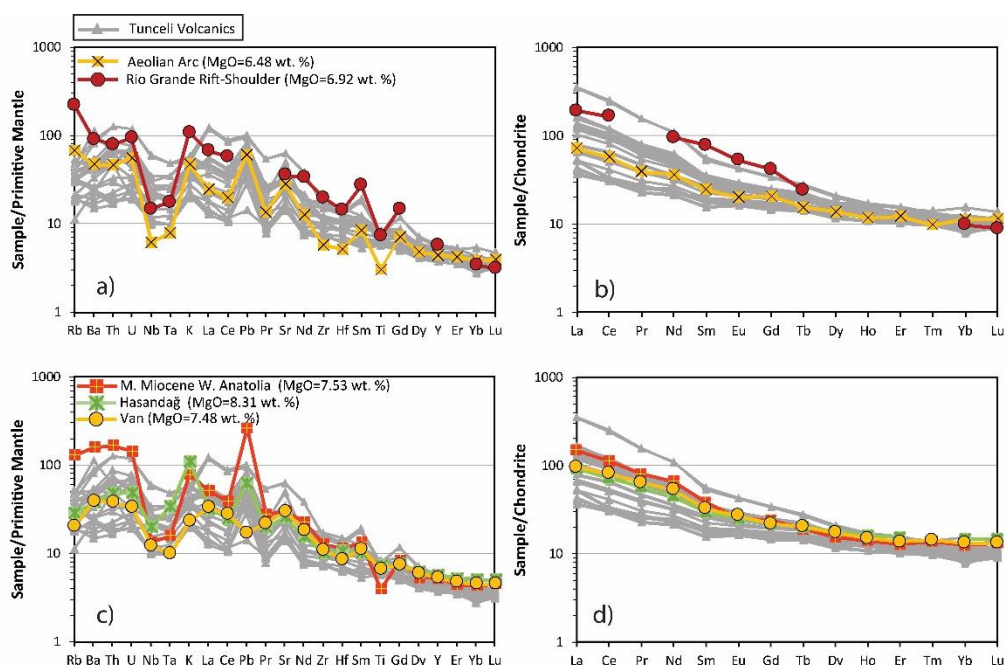 Tunceli Volcanics
Aeolian Arc (MgO=6.48 wt. %)
Rio Grande Rift-Shoulder (MgO=6.92 wt. %)
Sample/Primitive Mantle
1000
100
10
1
a)
Rb Ba Th U Nb Ta K La Ce Pb Pr Sr Nd Zr Hf Sm Ti Gd Dy Y Er Yb Lu
Sample/Chondrite
1000
100
10
1
b)
La Ce Pr Nd Sm Eu Gd Tb Dy Ho Er Tm Yb Lu
M. Miocene W. Anatolia (MgO=7.53 wt. %)
Hasandağ (MgO=8.31 wt. %)
Van (MgO=7.48 wt. %)
Sample/Primitive Mantle
1000
100
10
1
c)
Rb Ba Th U Nb Ta K La Ce Pb Pr Sr Nd Zr Hf Sm Ti Gd Dy Y Er Yb Lu
Sample/Chondrite
1000
100
10
1
d)
La Ce Pr Nd Sm Eu Gd Tb Dy Ho Er Tm Yb Lu